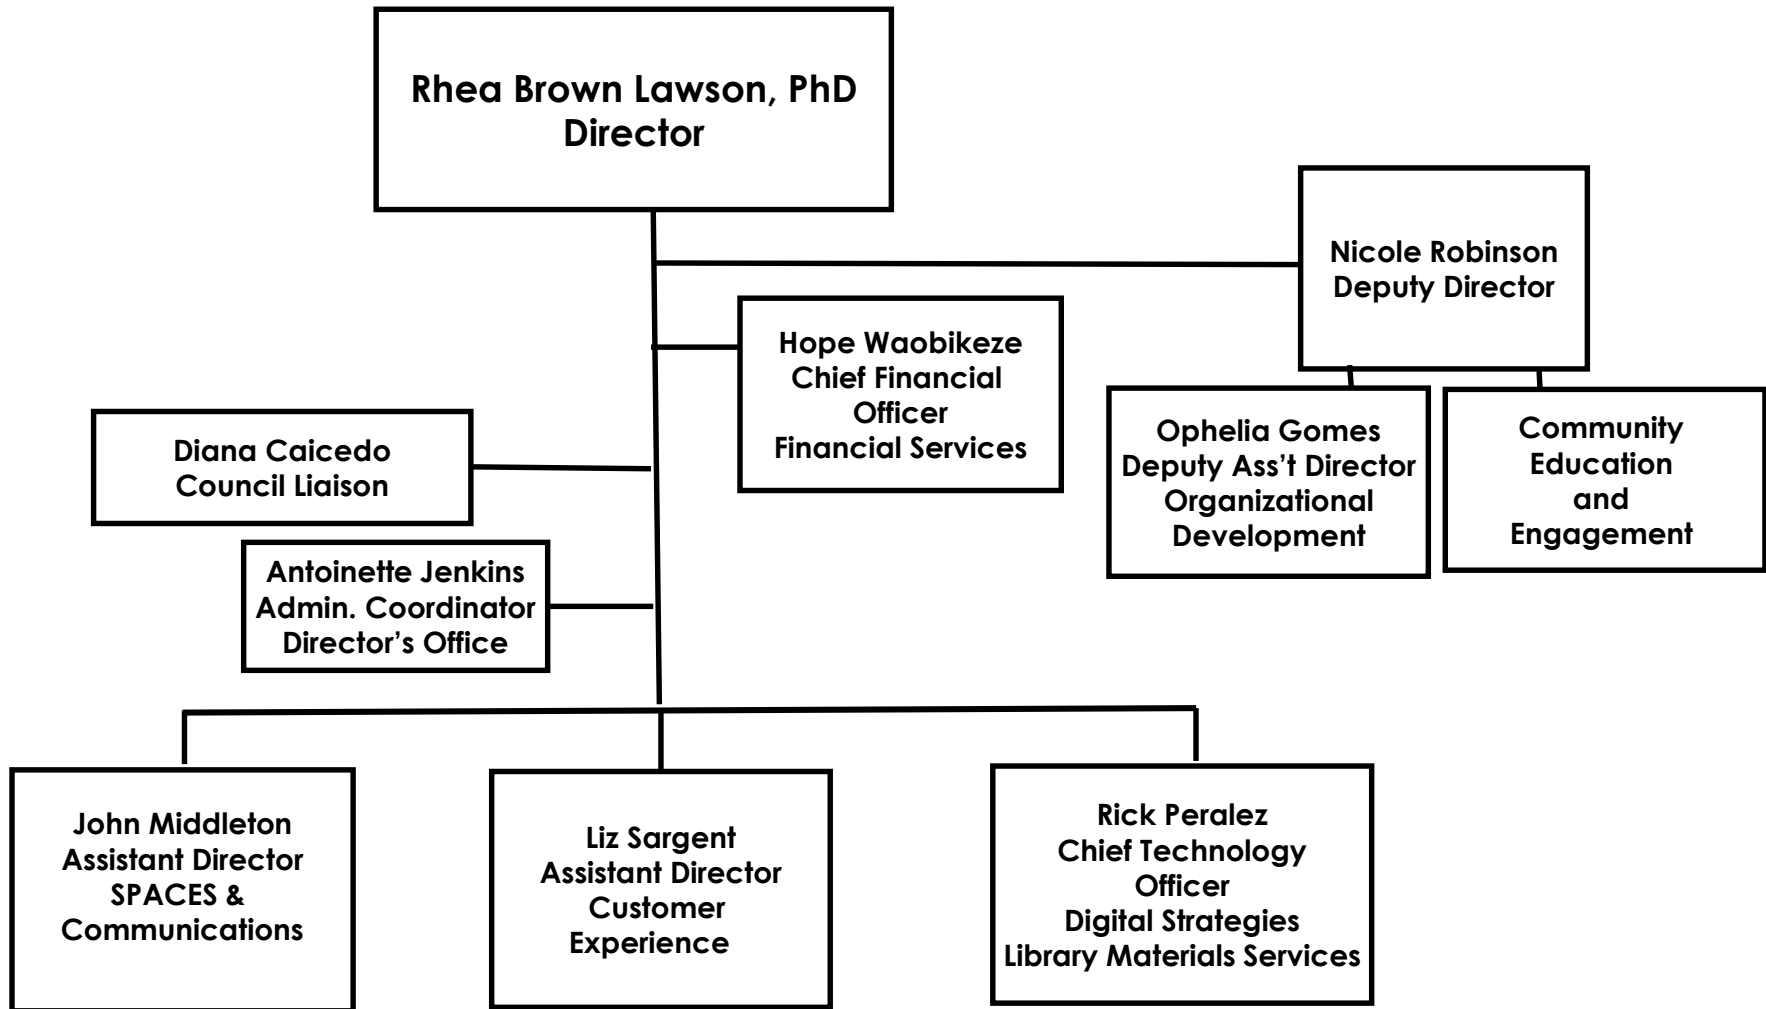 Rhea Brown Lawson, PhD
Director
Nicole Robinson
Deputy Director
Hope Waobikeze
Chief Financial
Officer
Financial Services
Diana Caicedo
Council Liaison
Ophelia Gomes
Deputy Ass’t Director
Organizational
Development
Community
Education
and
Engagement
Antoinette Jenkins
Admin. Coordinator
Director’s Office
John Middleton
Assistant Director
SPACES &
Communications
Liz Sargent
Assistant Director
Customer
Experience
Rick Peralez
Chief Technology
Officer
Digital Strategies
Library Materials Services